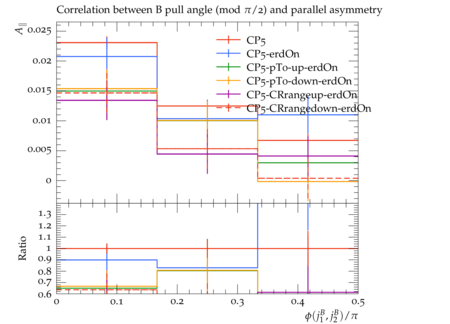 Correlation between B pull angle (mod π/2) and parallel asymmetry
A∥
0.025
0.02
0.015
0.01
0.005
0
CP5
CP5-erdOn
CP5-pTo-up-erdOn
CP5-pTo-down-erdOn
CP5-CRrangeup-erdOn
CP5-CRrangedown-erdOn
Ratio
1.3
1.2
1.1
1
0.9
0.8
0.7
0.6
0 0.1 0.2 0.3 0.4 0.5
ϕ(j₁ᴮ, j₂ᴮ)/π